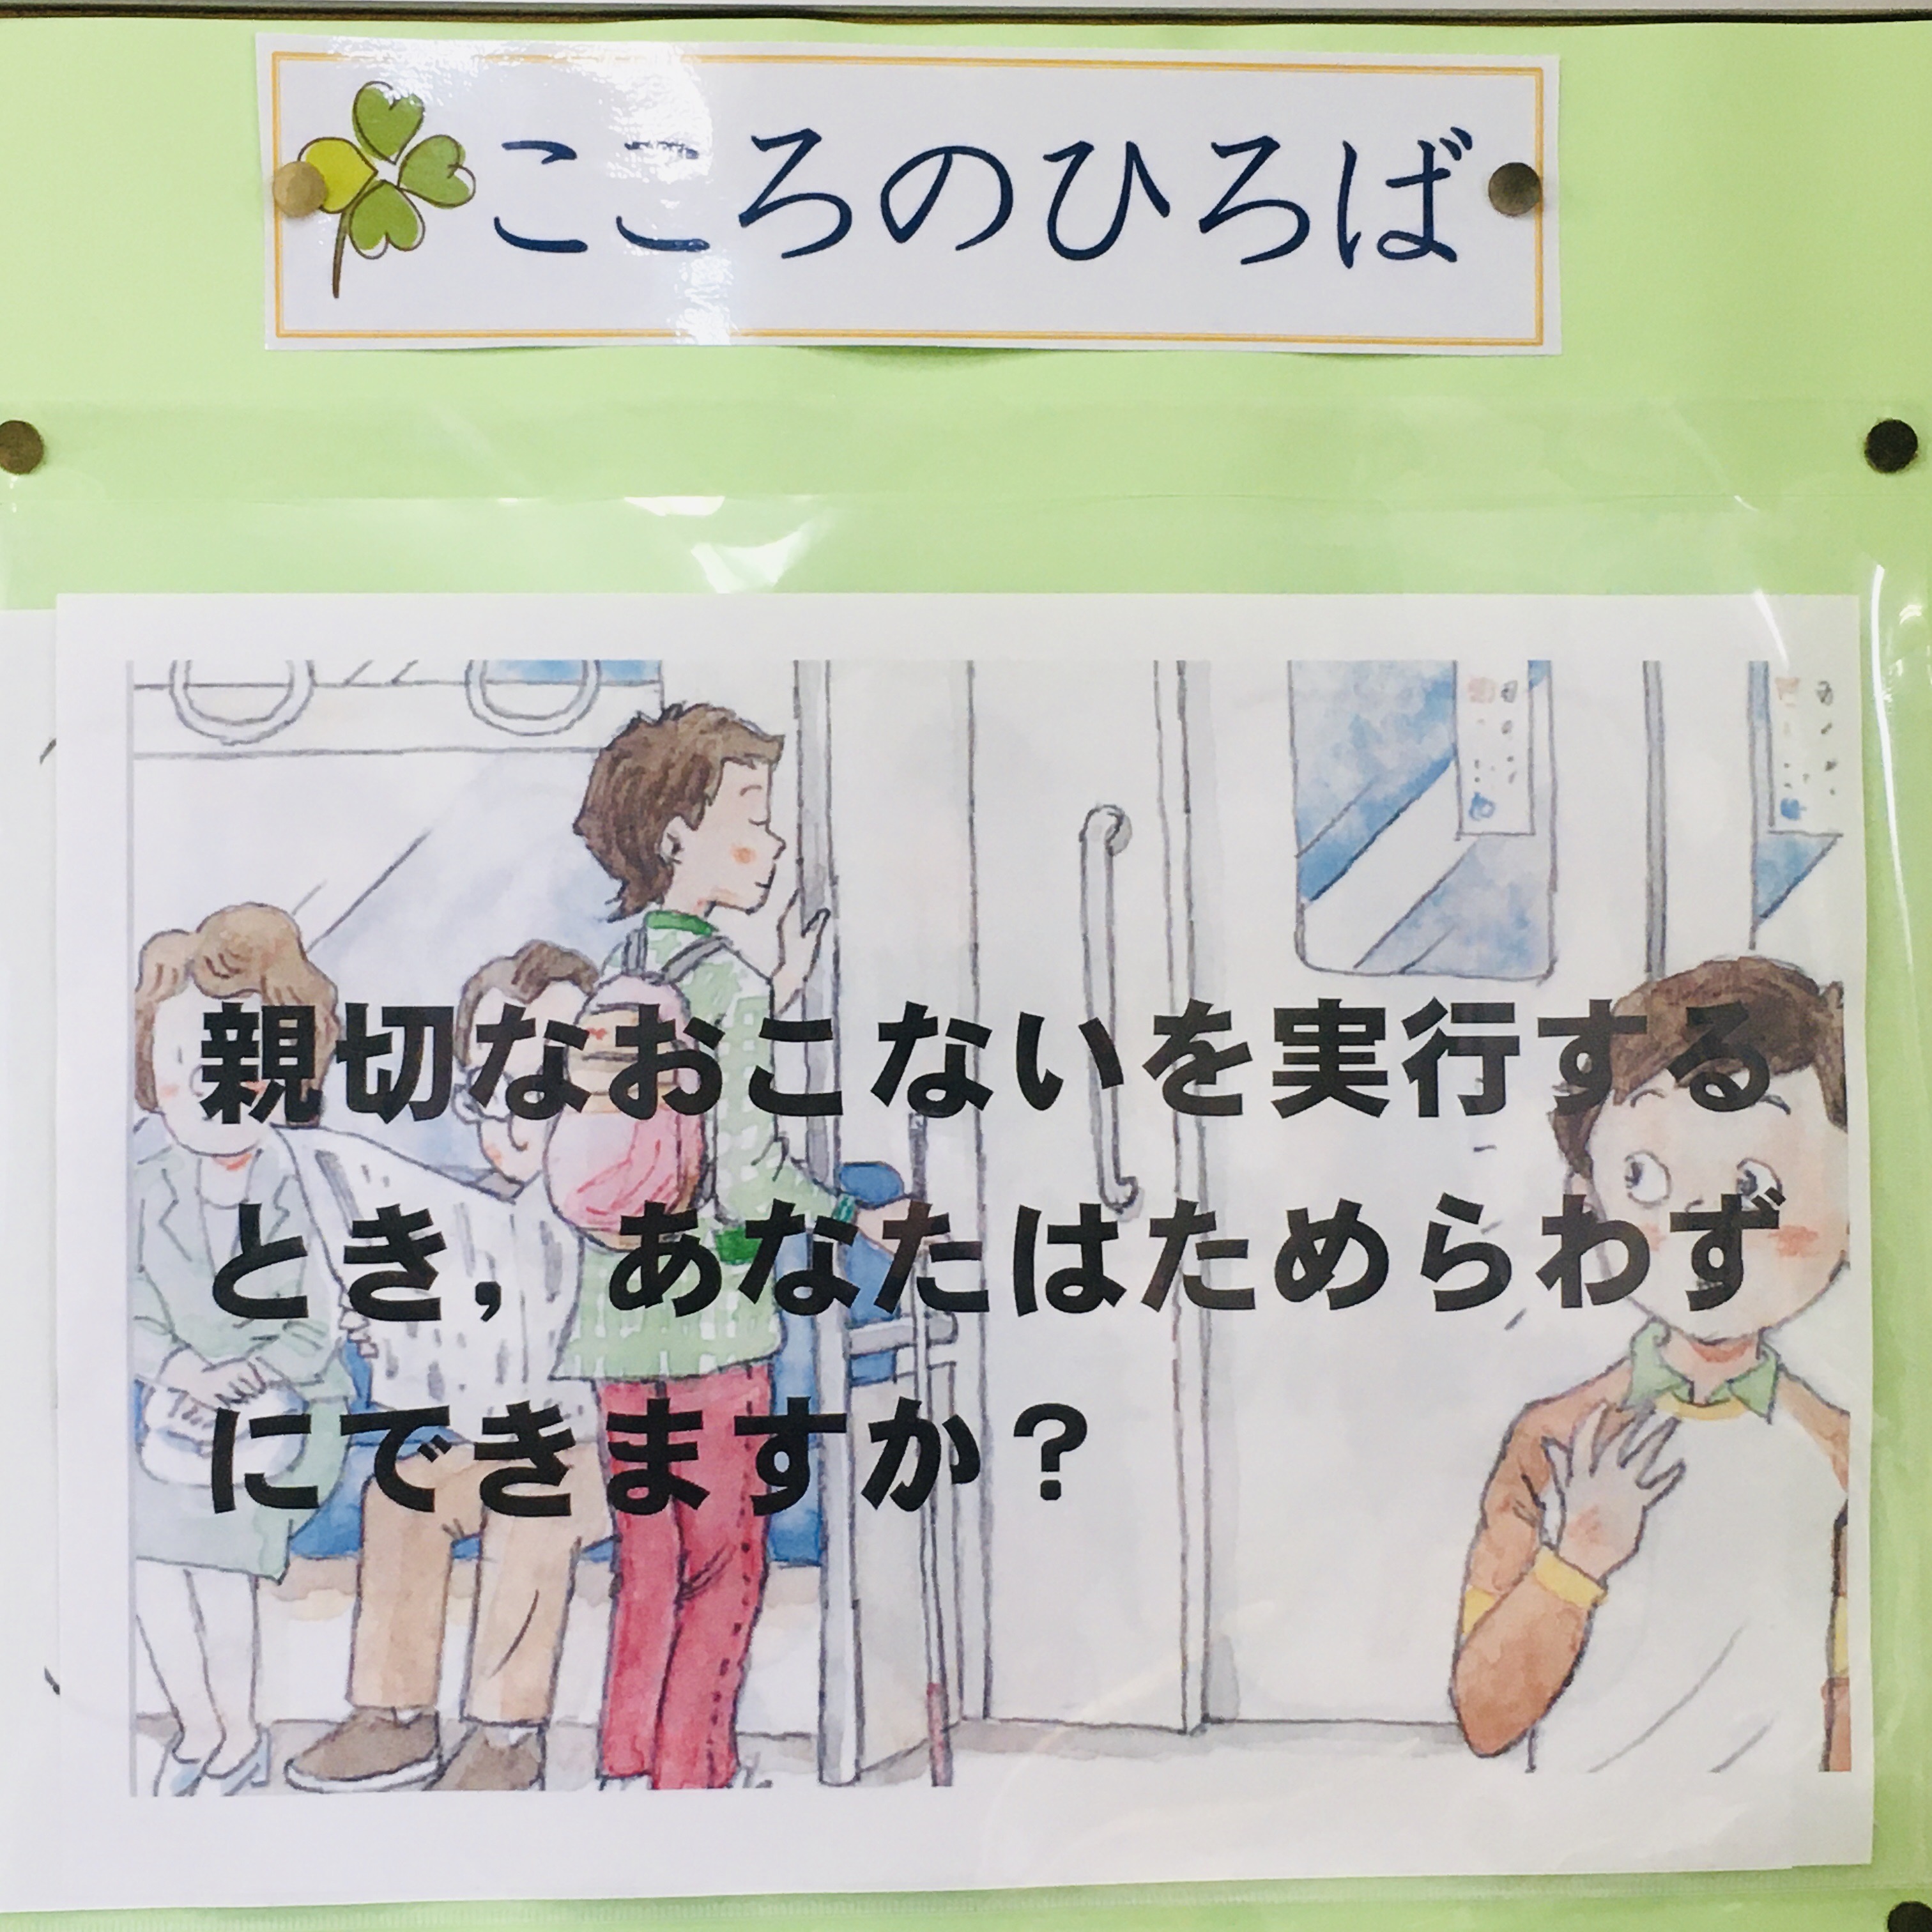 こころのひろば
親切なおこないを実行する
とき，あなたはためらわず
にできますか？